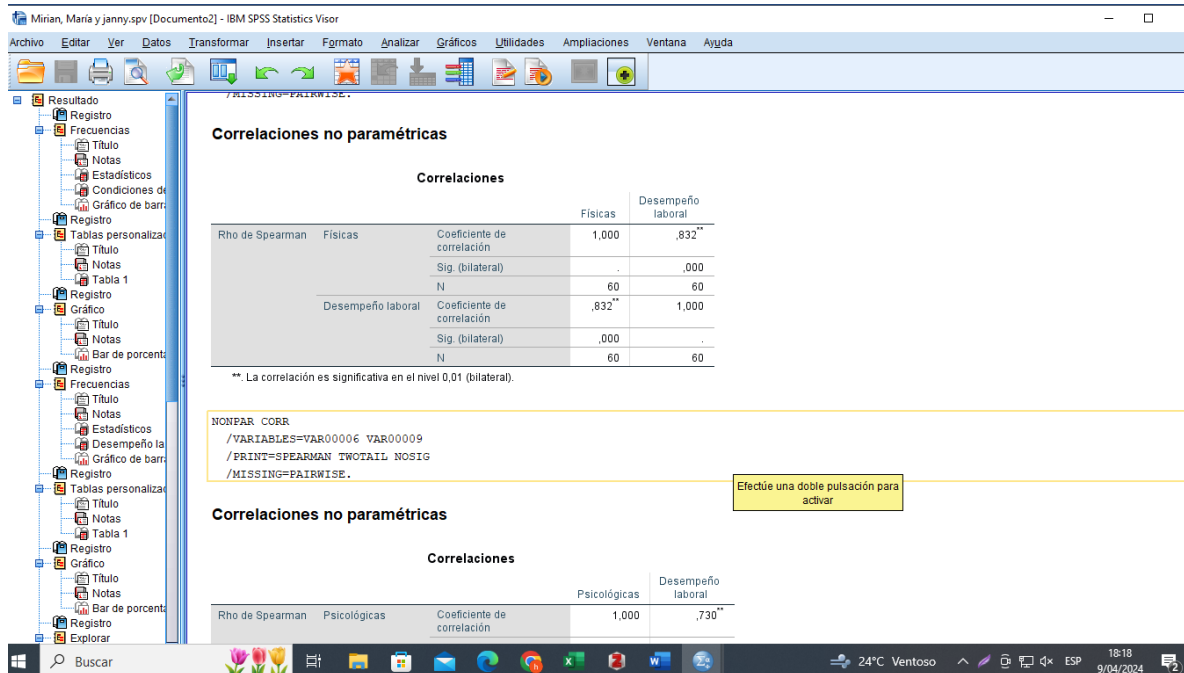 Mirian, María y janny.spv [Documento2] - IBM SPSS Statistics Visor
Archivo Editar Ver Datos Transformar Insertar Formato Analizar Gráficos Utilidades Ampliaciones Ventana Ayuda
Resultado
Registro
Frecuencias
Título
Notas
Estadísticos
Condiciones de
Gráfico de barra
Registro
Tablas personalizad
Título
Notas
Tabla 1
Registro
Gráfico
Título
Notas
Bar de porcenta
Registro
Frecuencias
Título
Notas
Estadísticos
Desempeño la
Gráfico de barra
Registro
Tablas personalizad
Título
Notas
Tabla 1
Registro
Gráfico
Título
Notas
Bar de porcenta
Registro
Explorar
/MISSING=PAIRWISE.
Correlaciones no paramétricas
Correlaciones
Físicas Desempeño laboral
Rho de Spearman Físicas Coeficiente de correlación 1,000 ,832**
Sig. (bilateral) . ,000
N 60 60
Desempeño laboral Coeficiente de correlación ,832** 1,000
Sig. (bilateral) ,000 .
N 60 60
**. La correlación es significativa en el nivel 0,01 (bilateral).
NONPAR CORR
/VARIABLES=VAR00006 VAR00009
/PRINT=SPEARMAN TWOTAIL NOSIG
/MISSING=PAIRWISE.
Efectúe una doble pulsación para
activar
Correlaciones no paramétricas
Correlaciones
Psicológicas Desempeño laboral
Rho de Spearman Psicológicas Coeficiente de correlación 1,000 ,730**
Buscar
24°C Ventoso
ESP
18:18
9/04/2024
2